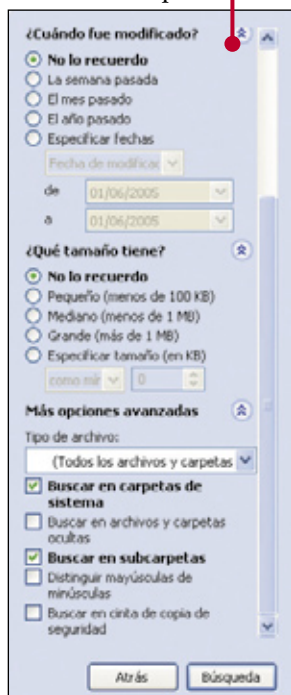 ¿Cuándo fue modificado?
No lo recuerdo
La semana pasada
El mes pasado
El año pasado
Especificar fechas
Fecha de modificac
de 01/06/2005
a 01/06/2005
¿Qué tamaño tiene?
No lo recuerdo
Pequeño (menos de 100 KB)
Mediano (menos de 1 MB)
Grande (más de 1 MB)
Especificar tamaño (en KB)
como mír 0
Más opciones avanzadas
Tipo de archivo:
(Todos los archivos y carpetas
Buscar en carpetas de
sistema
Buscar en archivos y carpetas
ocultas
Buscar en subcarpetas
Distinguir mayúsculas de
minúsculas
Buscar en cinta de copia de
seguridad
Atrás Búsqueda